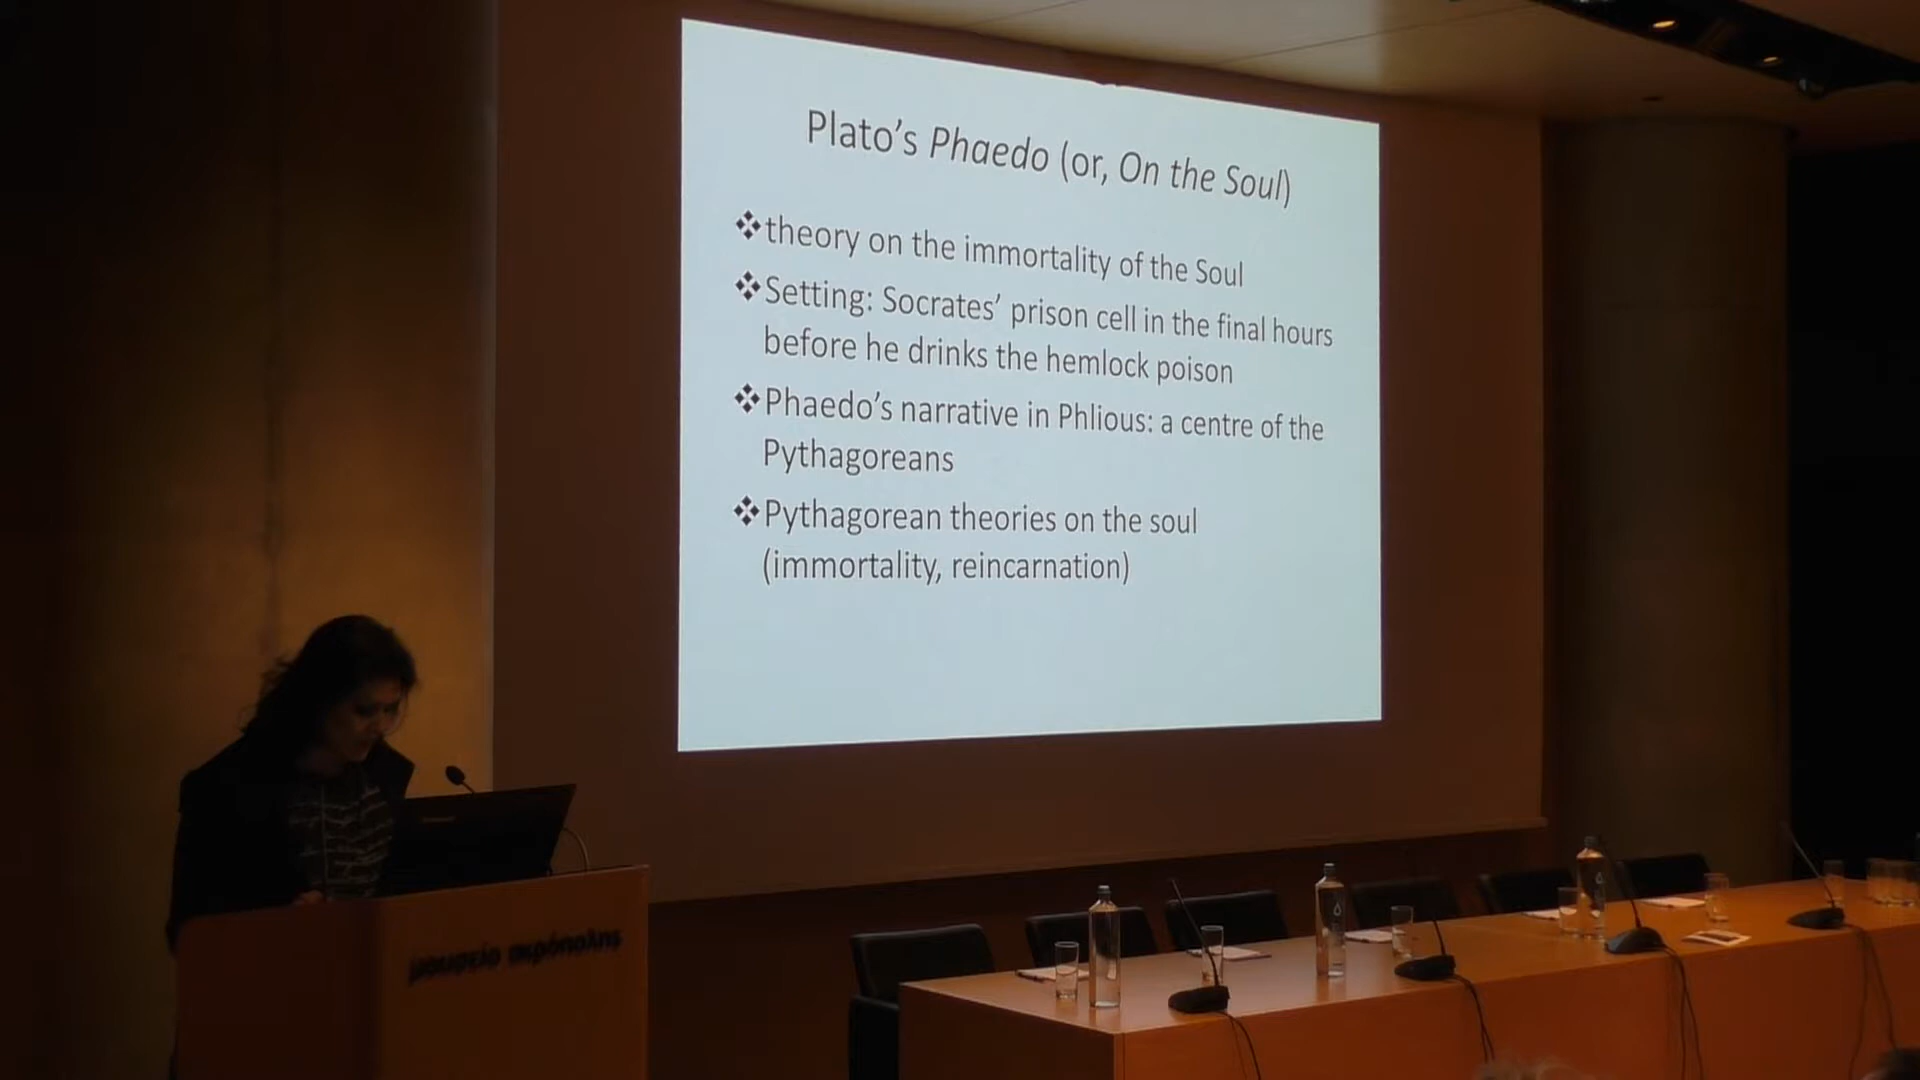 Plato's Phaedo (or, On the Soul)
❖theory on the immortality of the Soul
❖Setting: Socrates' prison cell in the final hours
before he drinks the hemlock poison
❖Phaedo's narrative in Phlious: a centre of the
Pythagoreans
❖Pythagorean theories on the soul
(immortality, reincarnation)
μουσείο ακρόπολης